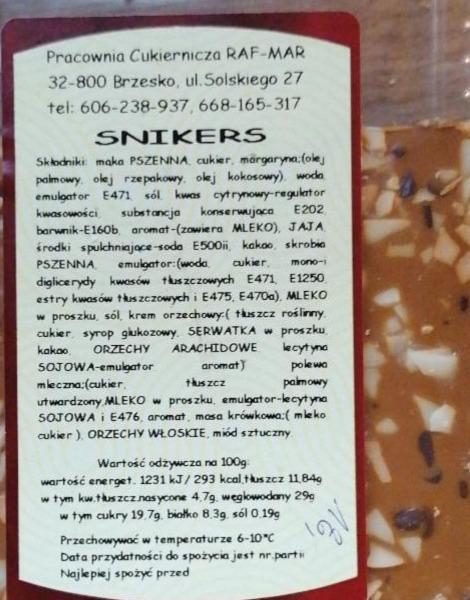 Pracownia Cukiernicza RAF-MAR
32-800 Brzesko, ul.Solskiego 27
tel: 606-238-937, 668-165-317
SNIKERS
Składniki: mąka PSZENNA, cukier, margaryna;(olej
palmowy, olej rzepakowy, olej kokosowy), woda,
emulgator E471, sól, kwas cytrynowy-regulator
kwasowości, substancja konserwująca E202,
barwnik-E160b, aromat-(zawiera MLEKO), JAJA,
środki spulchniające-soda E500ii, kakao, skrobia
PSZENNA, emulgator:(woda, cukier, mono-i
diglicerydy kwasów tłuszczowych E471, E1250,
estry kwasów tłuszczowych i E475, E470a), MLEKO
w proszku, sól, krem orzechowy:( tłuszcz roślinny,
cukier, syrop glukozowy, SERWATKA w proszku,
kakao, ORZECHY ARACHIDOWE, lecytyna
SOJOWA-emulgator aromat) polewa
mleczna;(cukier, tłuszcz palmowy
utwardzony,MLEKO w proszku, emulgator-lecytyna
SOJOWA i E476, aromat, masa krówkowa;( mleko
cukier ), ORZECHY WŁOSKIE, miód sztuczny.
Wartość odżywcza na 100g:
wartość energet. 1231 kJ/ 293 kcal,tłuszcz 11,84g
w tym kw.tłuszcz.nasycone 4,7g, węglowodany 29g
w tym cukry 19,7g, białko 8,3g, sól 0,19g
Przechowywać w temperaturze 6-10°C
Data przydatności do spożycia jest nr.partii
Najlepiej spożyć przed